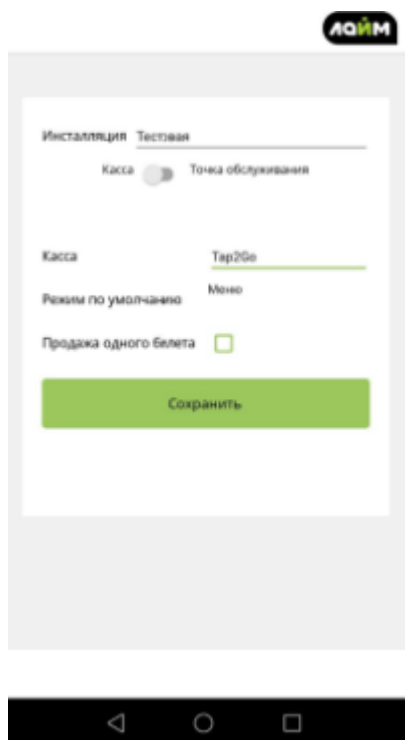 лайм
Инсталляция Тестовая
Касса Точка обслуживания
Касса Tap2Go
Режим по умолчанию Меню
Продажа одного билета
Сохранить